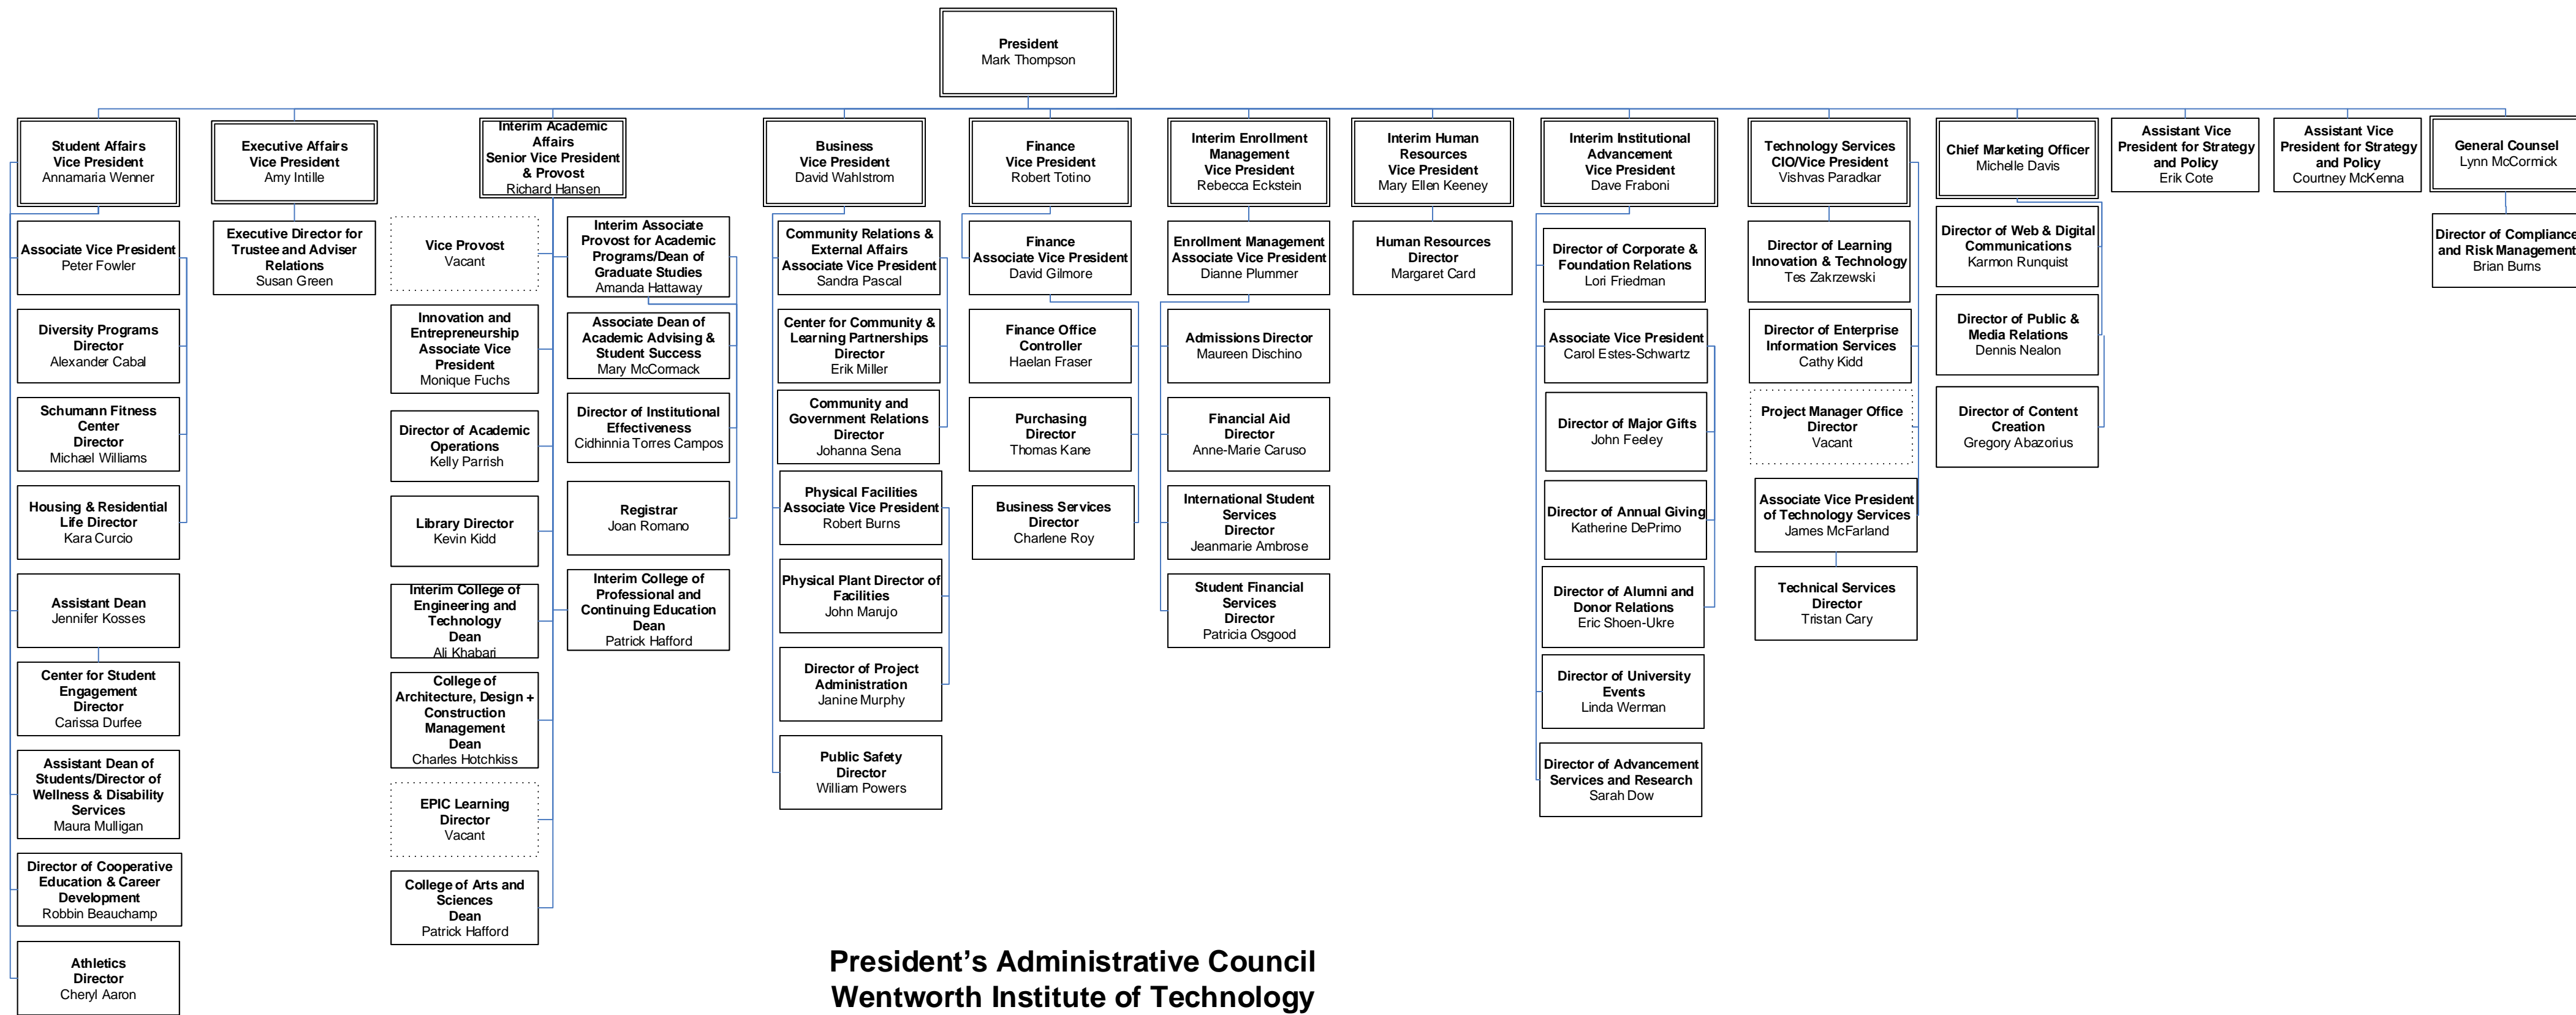 President
Mark Thompson
Student Affairs
Vice President
Annamaria Wenner
Associate Vice President
Peter Fowler
Diversity Programs
Director
Alexander Cabal
Schumann Fitness
Center
Director
Michael Williams
Housing & Residential
Life Director
Kara Curcio
Assistant Dean
Jennifer Kosses
Center for Student
Engagement
Director
Carissa Durfee
Assistant Dean of
Students/Director of
Wellness & Disability
Services
Maura Mulligan
Director of Cooperative
Education & Career
Development
Robbin Beauchamp
Athletics
Director
Cheryl Aaron
Executive Affairs
Vice President
Amy Intille
Executive Director for
Trustee and Adviser
Relations
Susan Green
Interim Academic
Affairs
Senior Vice President
& Provost
Richard Hansen
Vice Provost
Vacant
Innovation and
Entrepreneurship
Associate Vice
President
Monique Fuchs
Director of Academic
Operations
Kelly Parrish
Library Director
Kevin Kidd
Interim College of
Engineering and
Technology
Dean
Ali Khabari
College of
Architecture, Design +
Construction
Management
Dean
Charles Hotchkiss
EPIC Learning
Director
Vacant
College of Arts and
Sciences
Dean
Patrick Hafford
Interim Associate
Provost for Academic
Programs/Dean of
Graduate Studies
Amanda Hattaway
Associate Dean of
Academic Advising &
Student Success
Mary McCormack
Director of Institutional
Effectiveness
Cidhinnia Torres Campos
Registrar
Joan Romano
Interim College of
Professional and
Continuing Education
Dean
Patrick Hafford
Business
Vice President
David Wahlstrom
Community Relations &
External Affairs
Associate Vice President
Sandra Pascal
Center for Community &
Learning Partnerships
Director
Erik Miller
Community and
Government Relations
Director
Johanna Sena
Physical Facilities
Associate Vice President
Robert Burns
Physical Plant Director of
Facilities
John Marujo
Director of Project
Administration
Janine Murphy
Public Safety
Director
William Powers
Finance
Vice President
Robert Totino
Finance
Associate Vice President
David Gilmore
Finance Office
Controller
Haelan Fraser
Purchasing
Director
Thomas Kane
Business Services
Director
Charlene Roy
Interim Enrollment
Management
Vice President
Rebecca Eckstein
Enrollment Management
Associate Vice President
Dianne Plummer
Admissions Director
Maureen Dischino
Financial Aid
Director
Anne-Marie Caruso
International Student
Services
Director
Jeanmarie Ambrose
Student Financial
Services
Director
Patricia Osgood
Interim Human
Resources
Vice President
Mary Ellen Keeney
Human Resources
Director
Margaret Card
Interim Institutional
Advancement
Vice President
Dave Fraboni
Director of Corporate &
Foundation Relations
Lori Friedman
Associate Vice President
Carol Estes-Schwartz
Director of Major Gifts
John Feeley
Director of Annual Giving
Katherine DePrimo
Director of Alumni and
Donor Relations
Eric Shoen-Ukre
Director of University
Events
Linda Werman
Director of Advancement
Services and Research
Sarah Dow
Technology Services
CIO/Vice President
Vishvas Paradkar
Director of Learning
Innovation & Technology
Tes Zakrzewski
Director of Enterprise
Information Services
Cathy Kidd
Project Manager Office
Director
Vacant
Associate Vice President
of Technology Services
James McFarland
Technical Services
Director
Tristan Cary
Chief Marketing Officer
Michelle Davis
Director of Web & Digital
Communications
Karmon Runquist
Director of Public &
Media Relations
Dennis Nealon
Director of Content
Creation
Gregory Abazorius
Assistant Vice
President for Strategy
and Policy
Erik Cote
Assistant Vice
President for Strategy
and Policy
Courtney McKenna
General Counsel
Lynn McCormick
Director of Compliance
and Risk Management
Brian Burns
President's Administrative Council
Wentworth Institute of Technology